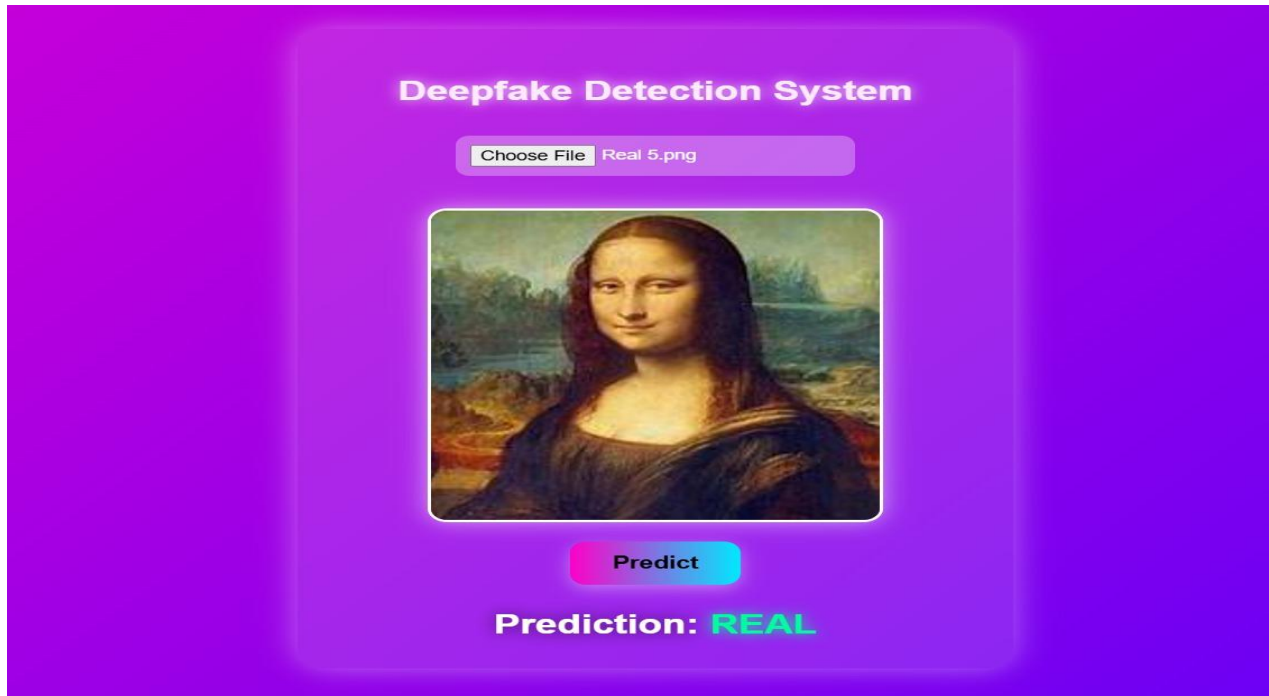 Deepfake Detection System
Choose File Real 5.png
Predict
Prediction: REAL